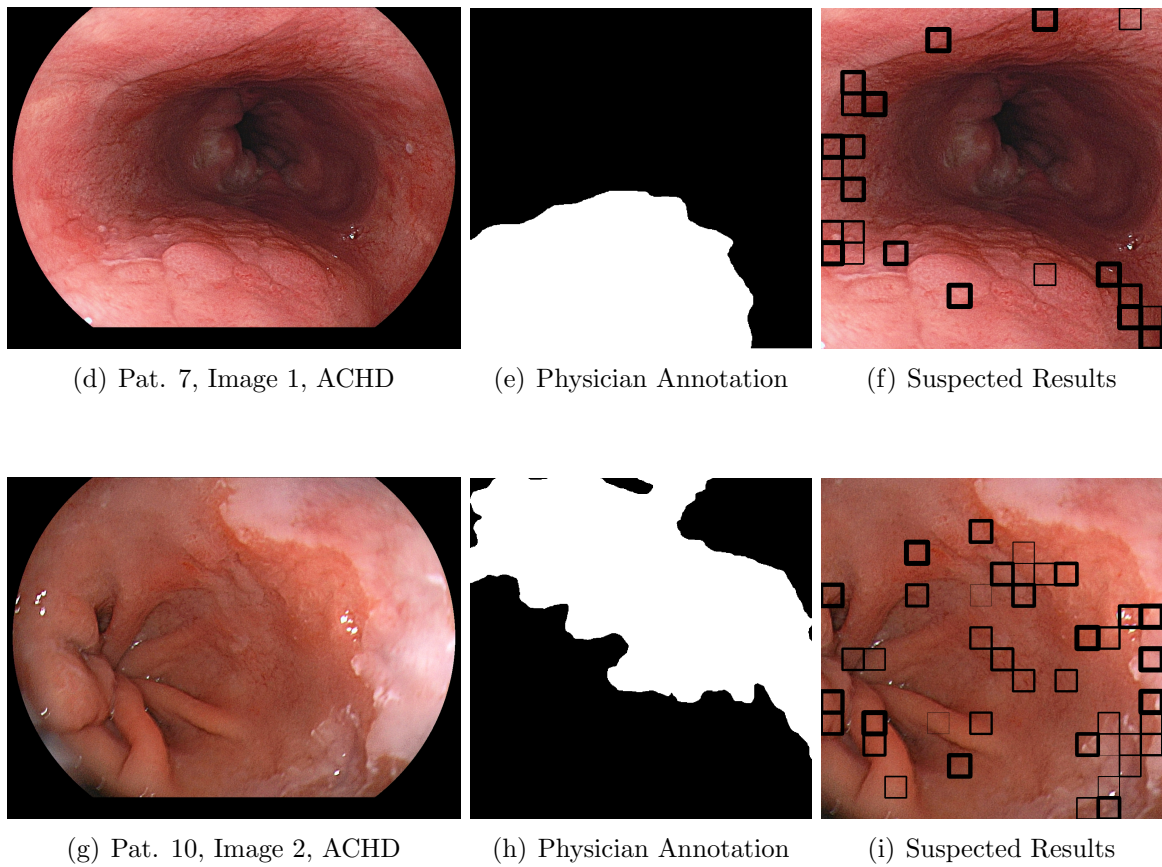 (d) Pat. 7, Image 1, ACHD
(e) Physician Annotation
(f) Suspected Results
(g) Pat. 10, Image 2, ACHD
(h) Physician Annotation
(i) Suspected Results